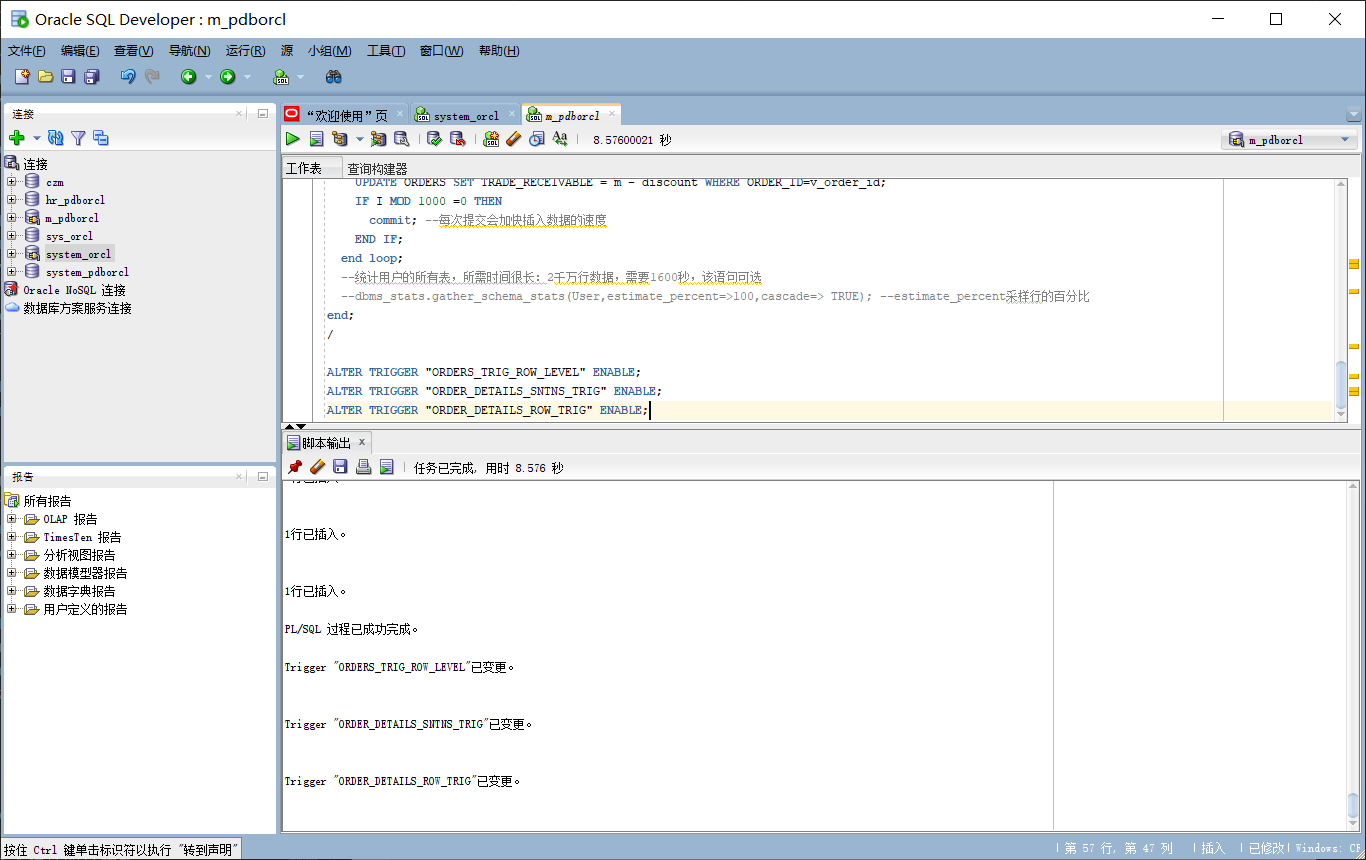 Oracle SQL Developer : m_pdborcl
文件(F) 编辑(E) 查看(V) 导航(N) 运行(R) 源 小组(M) 工具(T) 窗口(W) 帮助(H)
连接
连接
czm
hr_pdborcl
m_pdborcl
sys_orcl
system_orcl
system_pdborcl
Oracle NoSQL 连接
数据库方案服务连接
报告
所有报告
OLAP 报告
TimesTen 报告
分析视图报告
数据模型器报告
数据字典报告
用户定义的报告
“欢迎使用”页 system_orcl m_pdborcl
8.57600021 秒 m_pdborcl
工作表 查询构建器
UPDATE ORDERS SET TRADE_RECEIVABLE = m - discount WHERE ORDER_ID=v_order_id;
IF I MOD 1000 =0 THEN
commit; --每次提交会加快插入数据的速度
END IF;
end loop;
--统计用户的所有表，所需时间很长：2千万行数据，需要1600秒，该语句可选
--dbms_stats.gather_schema_stats(User,estimate_percent=>100,cascade=> TRUE); --estimate_percent采样行的百分比
end;
/
ALTER TRIGGER "ORDERS_TRIG_ROW_LEVEL" ENABLE;
ALTER TRIGGER "ORDER_DETAILS_SNTNS_TRIG" ENABLE;
ALTER TRIGGER "ORDER_DETAILS_ROW_TRIG" ENABLE;
脚本输出
任务已完成，用时 8.576 秒
1行已插入。
1行已插入。
PL/SQL 过程已成功完成。
Trigger "ORDERS_TRIG_ROW_LEVEL"已变更。
Trigger "ORDER_DETAILS_SNTNS_TRIG"已变更。
Trigger "ORDER_DETAILS_ROW_TRIG"已变更。
按住 Ctrl 键单击标识符以执行 "转到声明"
第 57 行, 第 47 列 插入 已修改 Windows: CR